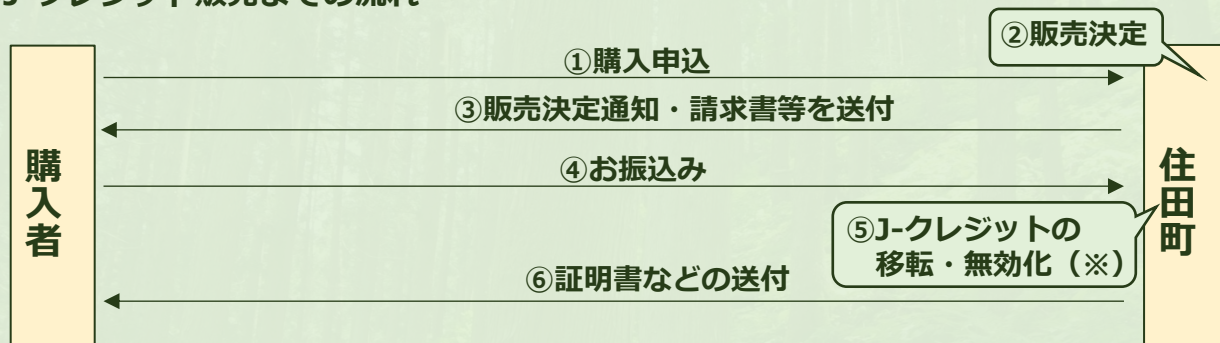 J-クレジット販売までの流れ
②販売決定
①購入申込
③販売決定通知・請求書等を送付
④お振込み
購入者
住田町
⑤J-クレジットの
移転・無効化（※）
⑥証明書などの送付